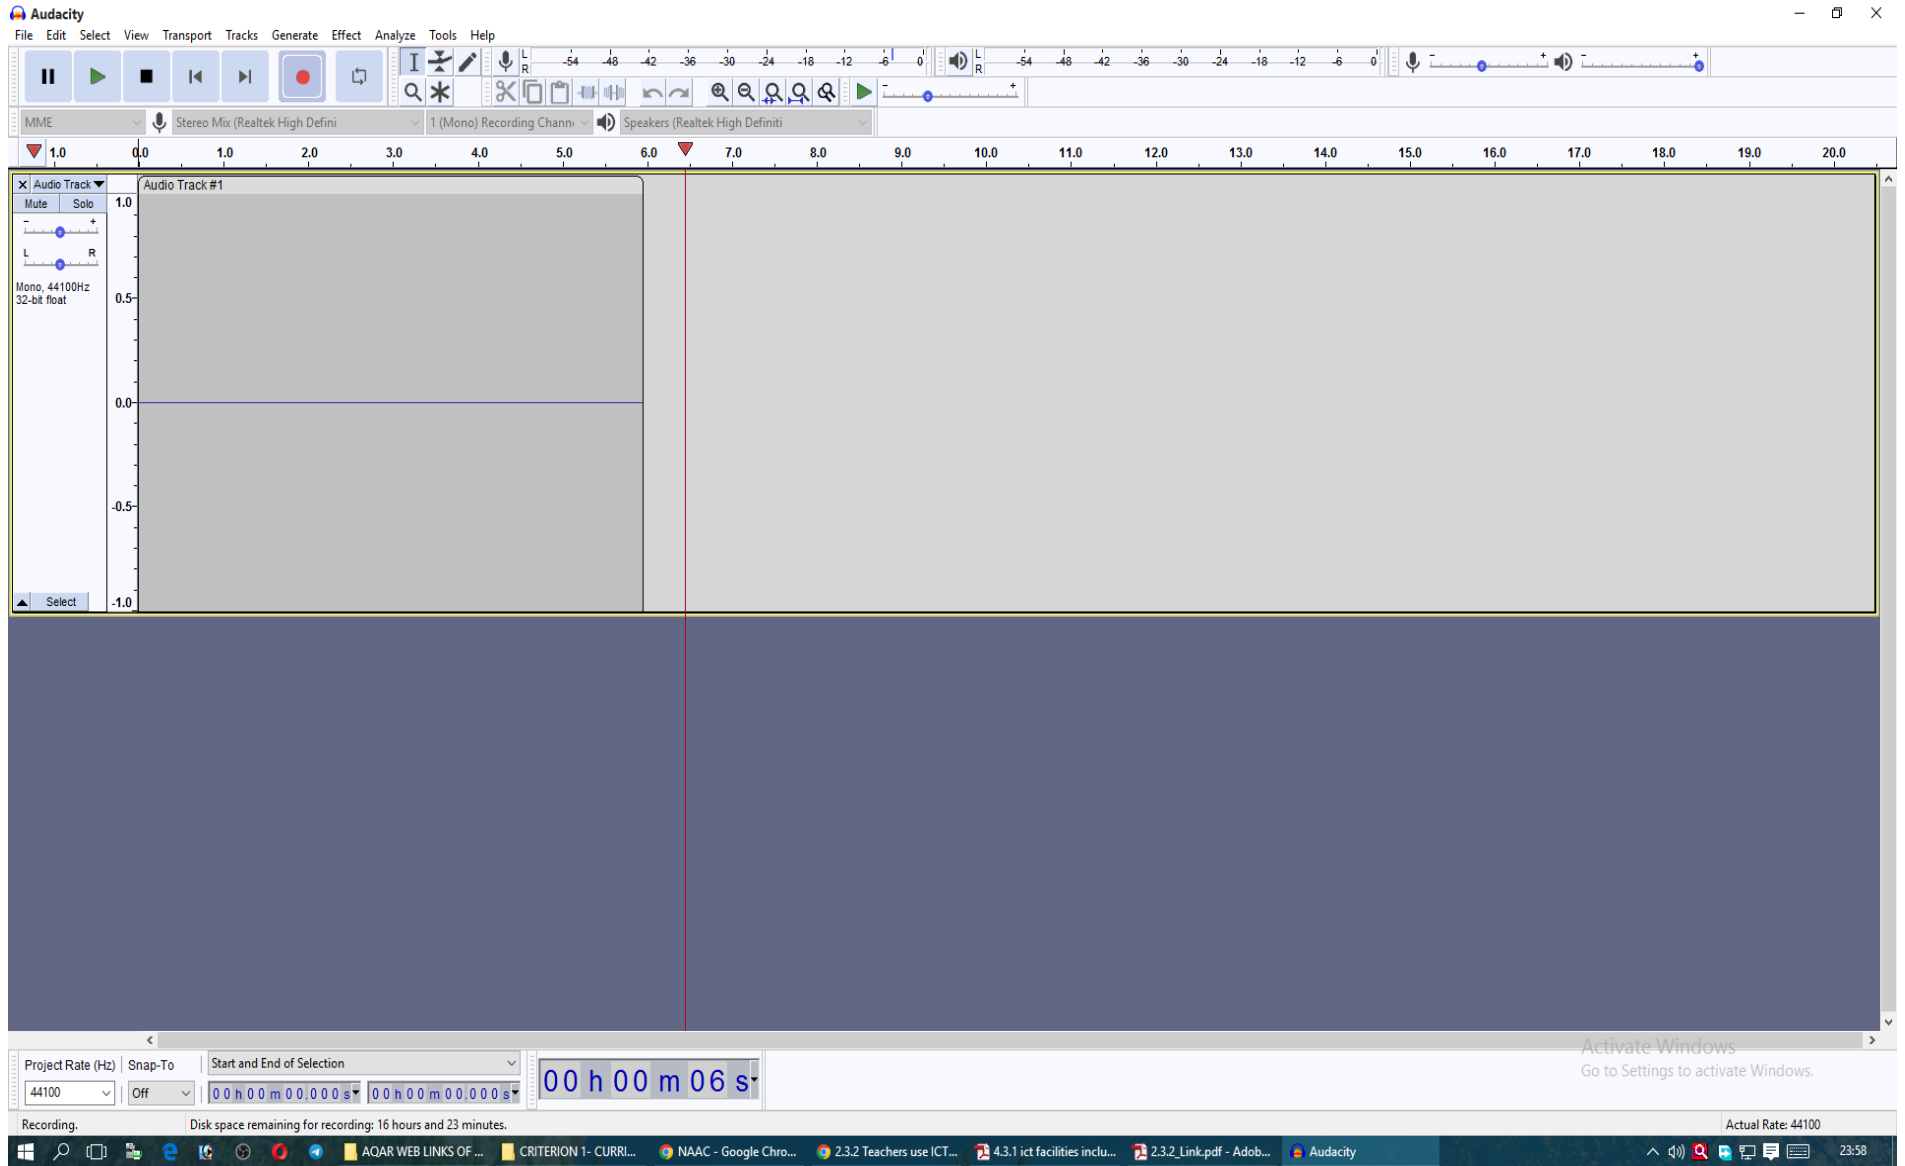 Audacity
File Edit Select View Transport Tracks Generate Effect Analyze Tools Help
L R -54 -48 -42 -36 -30 -24 -18 -12 -6 0 L R -54 -48 -42 -36 -30 -24 -18 -12 -6 0 - + - +
- +
MME Stereo Mix (Realtek High Defini 1 (Mono) Recording Chann Speakers (Realtek High Definiti
1.0 0.0 1.0 2.0 3.0 4.0 5.0 6.0 7.0 8.0 9.0 10.0 11.0 12.0 13.0 14.0 15.0 16.0 17.0 18.0 19.0 20.0
X Audio Track Audio Track #1
Mute Solo 1.0
- +
L R
Mono, 44100Hz
32-bit float 0.5
0.0
-0.5
Select -1.0
Activate Windows
Go to Settings to activate Windows.
Project Rate (Hz) Snap-To Start and End of Selection
44100 Off 00h00m00.000s 00h00m00.000s 00 h 00 m 06 s
Recording. Disk space remaining for recording: 16 hours and 23 minutes. Actual Rate: 44100
AQAR WEB LINKS OF ... CRITERION 1- CURRI... NAAC - Google Chro... 2.3.2 Teachers use ICT... 4.3.1 ict facilities inclu... 2.3.2_Link.pdf - Adob... Audacity 23:58